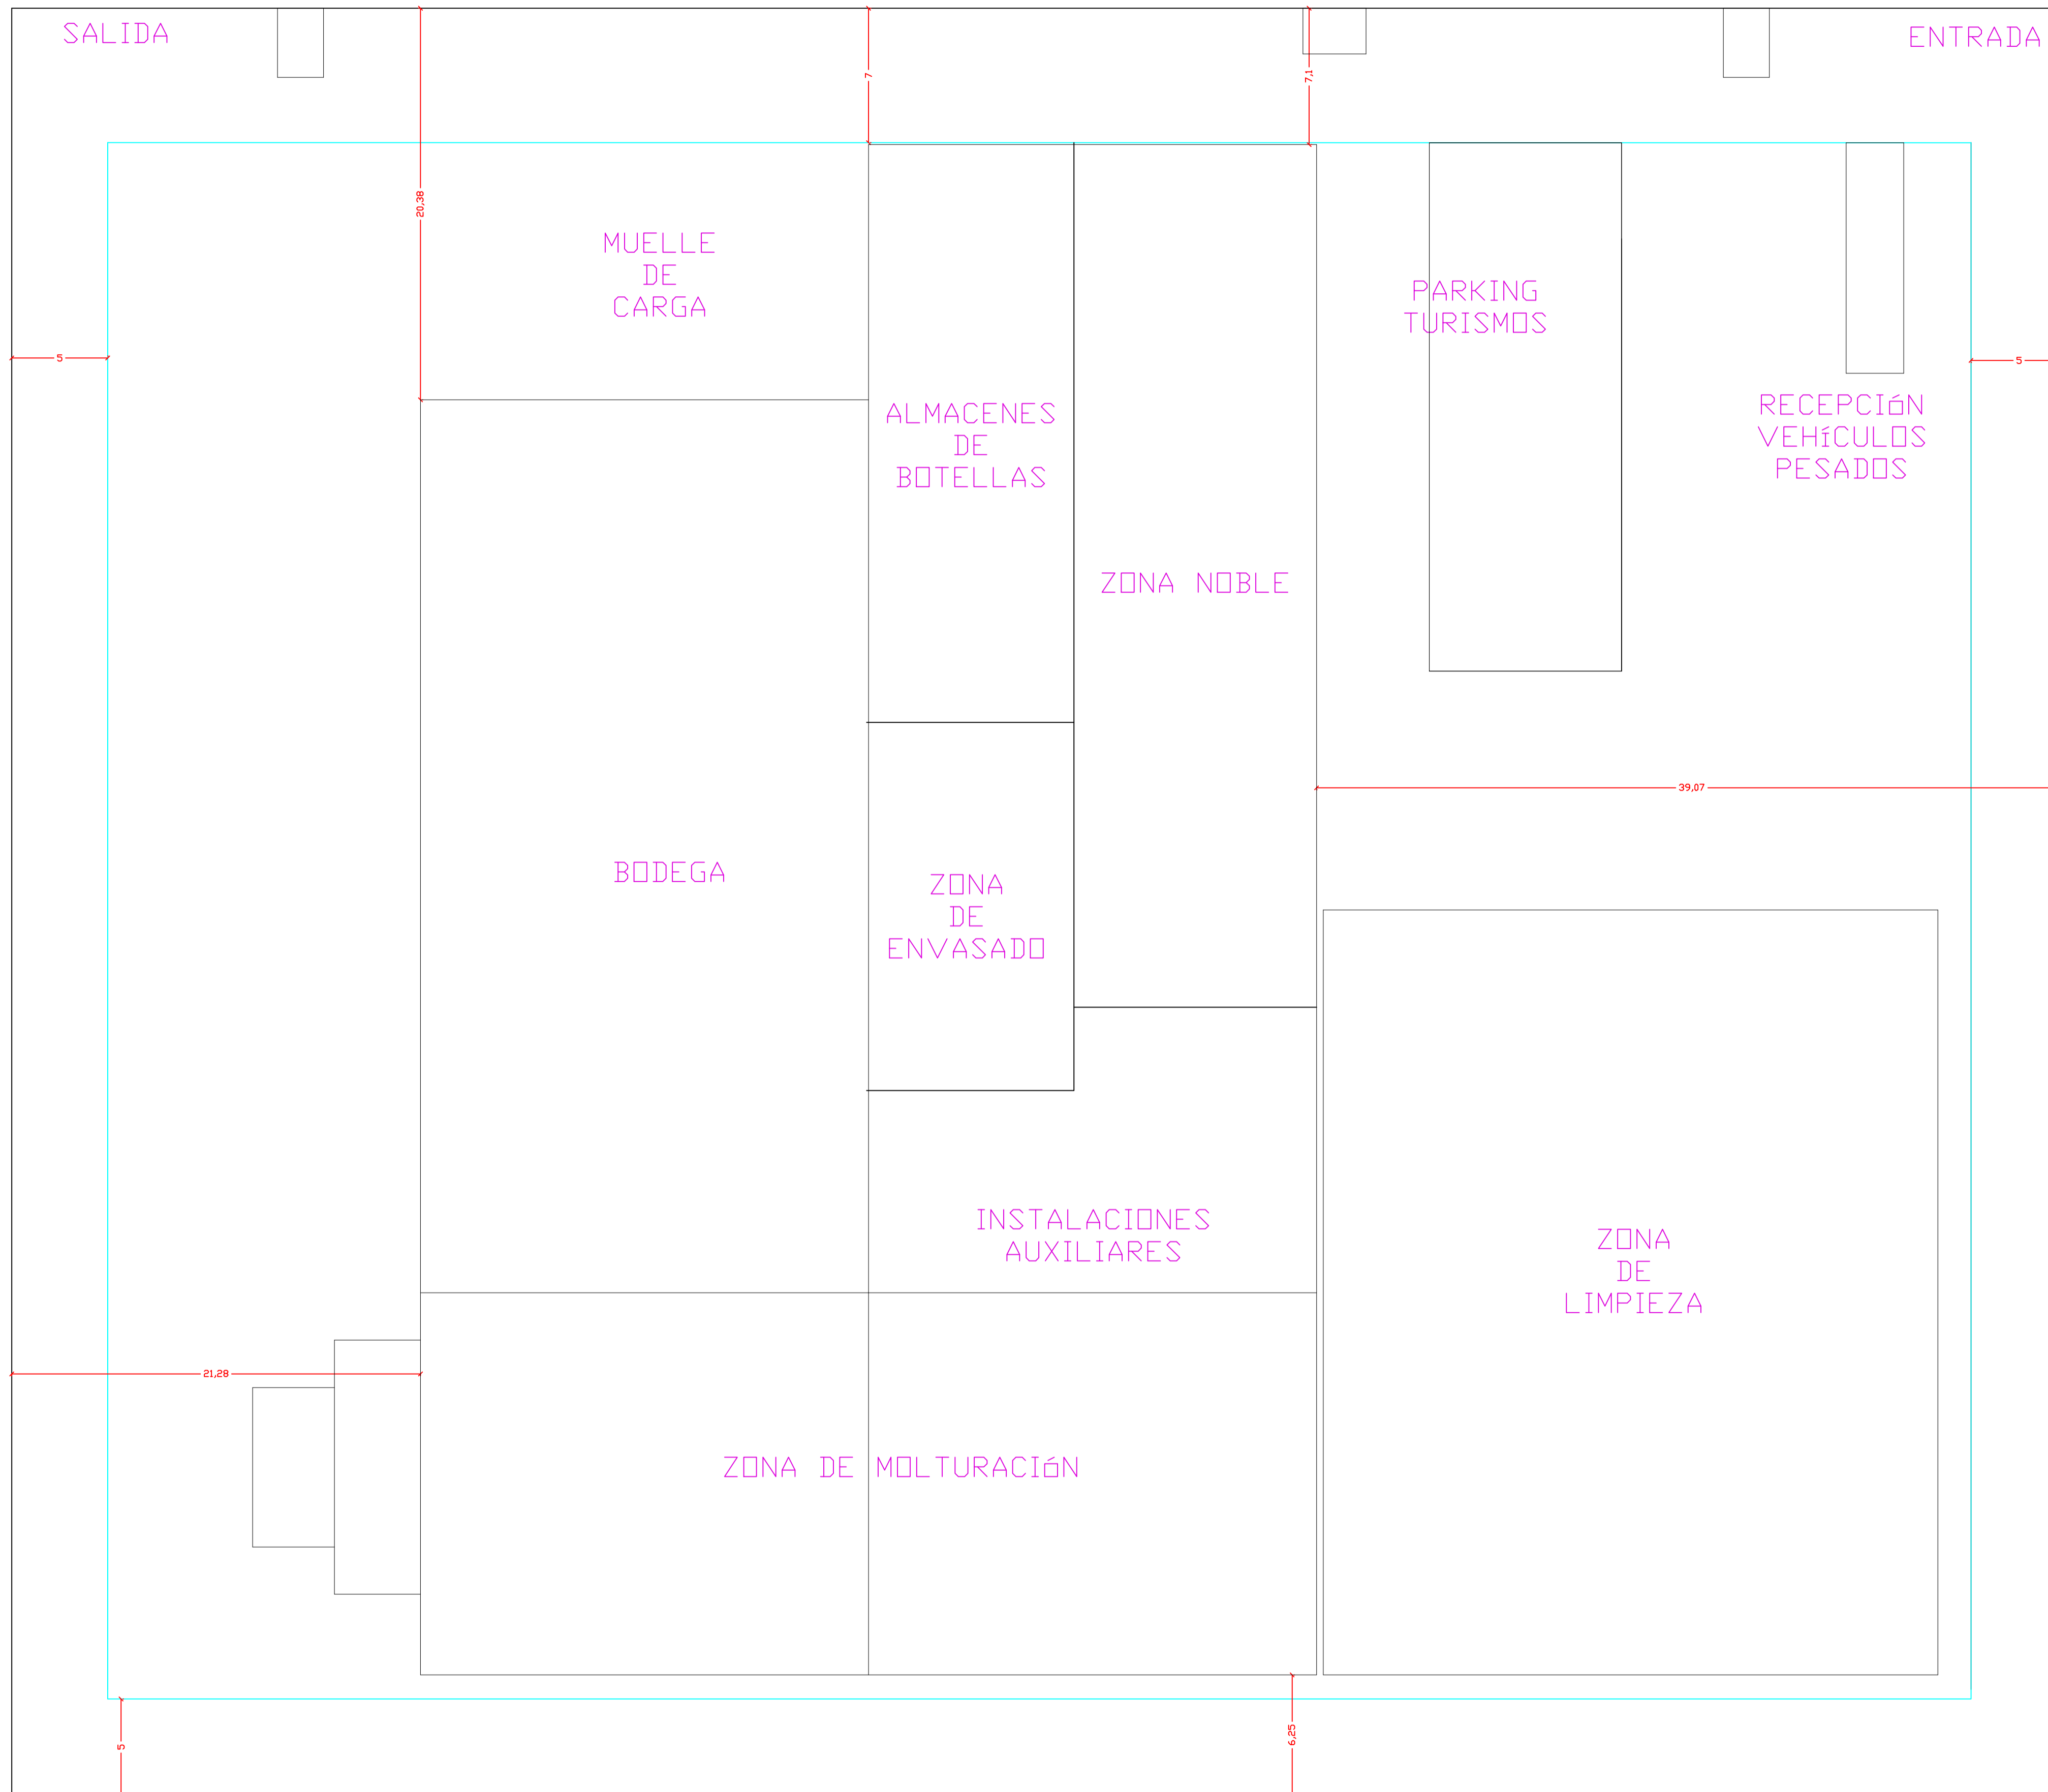 SALIDA
ENTRADA
7
7,1
20,38
MUELLE
DE
CARGA
PARKING
TURISMOS
5
5
ALMACENES
DE
BOTELLAS
RECEPCIóN
VEHíCULOS
PESADOS
ZONA NOBLE
39,07
BODEGA
ZONA
DE
ENVASADO
INSTALACIONES
AUXILIARES
ZONA
DE
LIMPIEZA
21,28
ZONA DE MOLTURACIóN
5
6,25